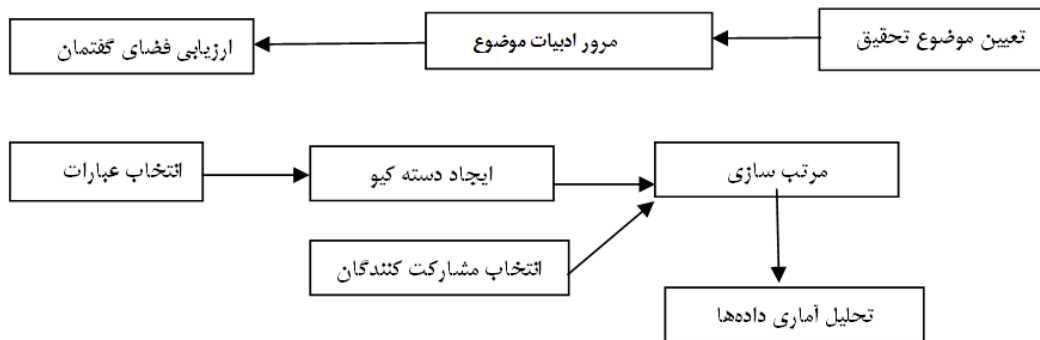 تعیین موضوع تحقیق
مرور ادبیات موضوع
ارزیابی فضای گفتمان
انتخاب عبارات
ایجاد دسته کیو
مرتب سازی
انتخاب مشارکت کنندگان
تحلیل آماری داده‌ها